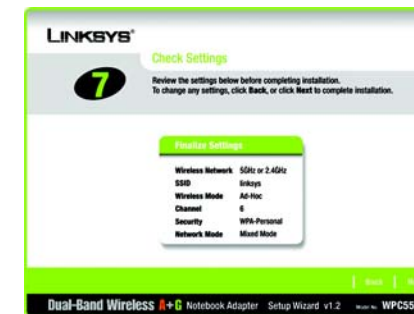 LINKSYS®
Check Settings
7
Review the settings below before completing installation.
To change any settings, click Back, or click Next to complete installation.
Finalize Settings
Wireless Network 5GHz or 2.4GHz
SSID linksys
Wireless Mode Ad-Hoc
Channel 6
Security WPA-Personal
Network Mode Mixed Mode
Back
Dual-Band Wireless A+G Notebook Adapter Setup Wizard v1.2 Model No. WPC55